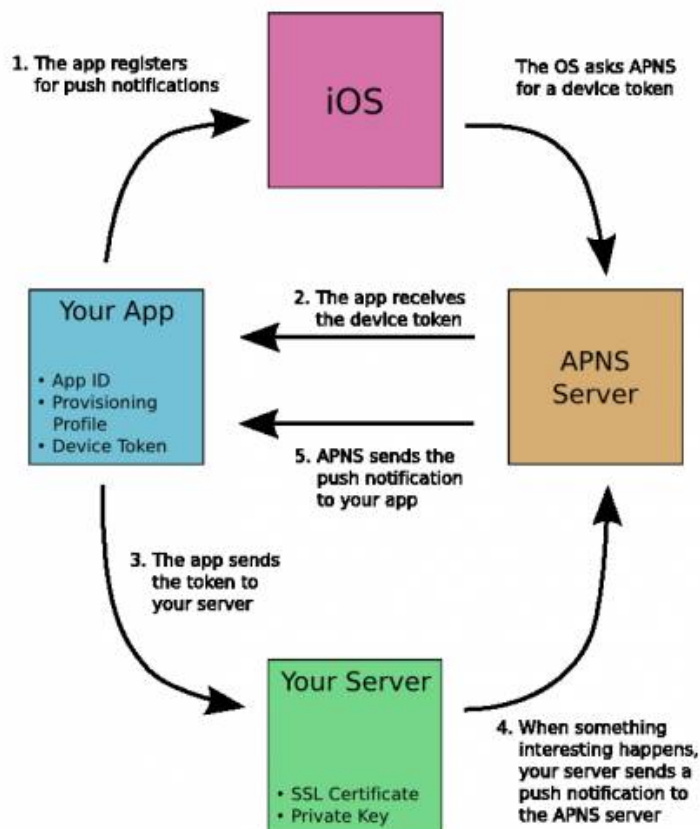 1. The app registers
for push notifications
iOS
The OS asks APNS
for a device token
Your App
• App ID
• Provisioning
Profile
• Device Token
2. The app receives
the device token
APNS
Server
5. APNS sends the
push notification
to your app
3. The app sends
the token to
your server
Your Server
• SSL Certificate
• Private Key
4. When something
interesting happens,
your server sends a
push notification to
the APNS server